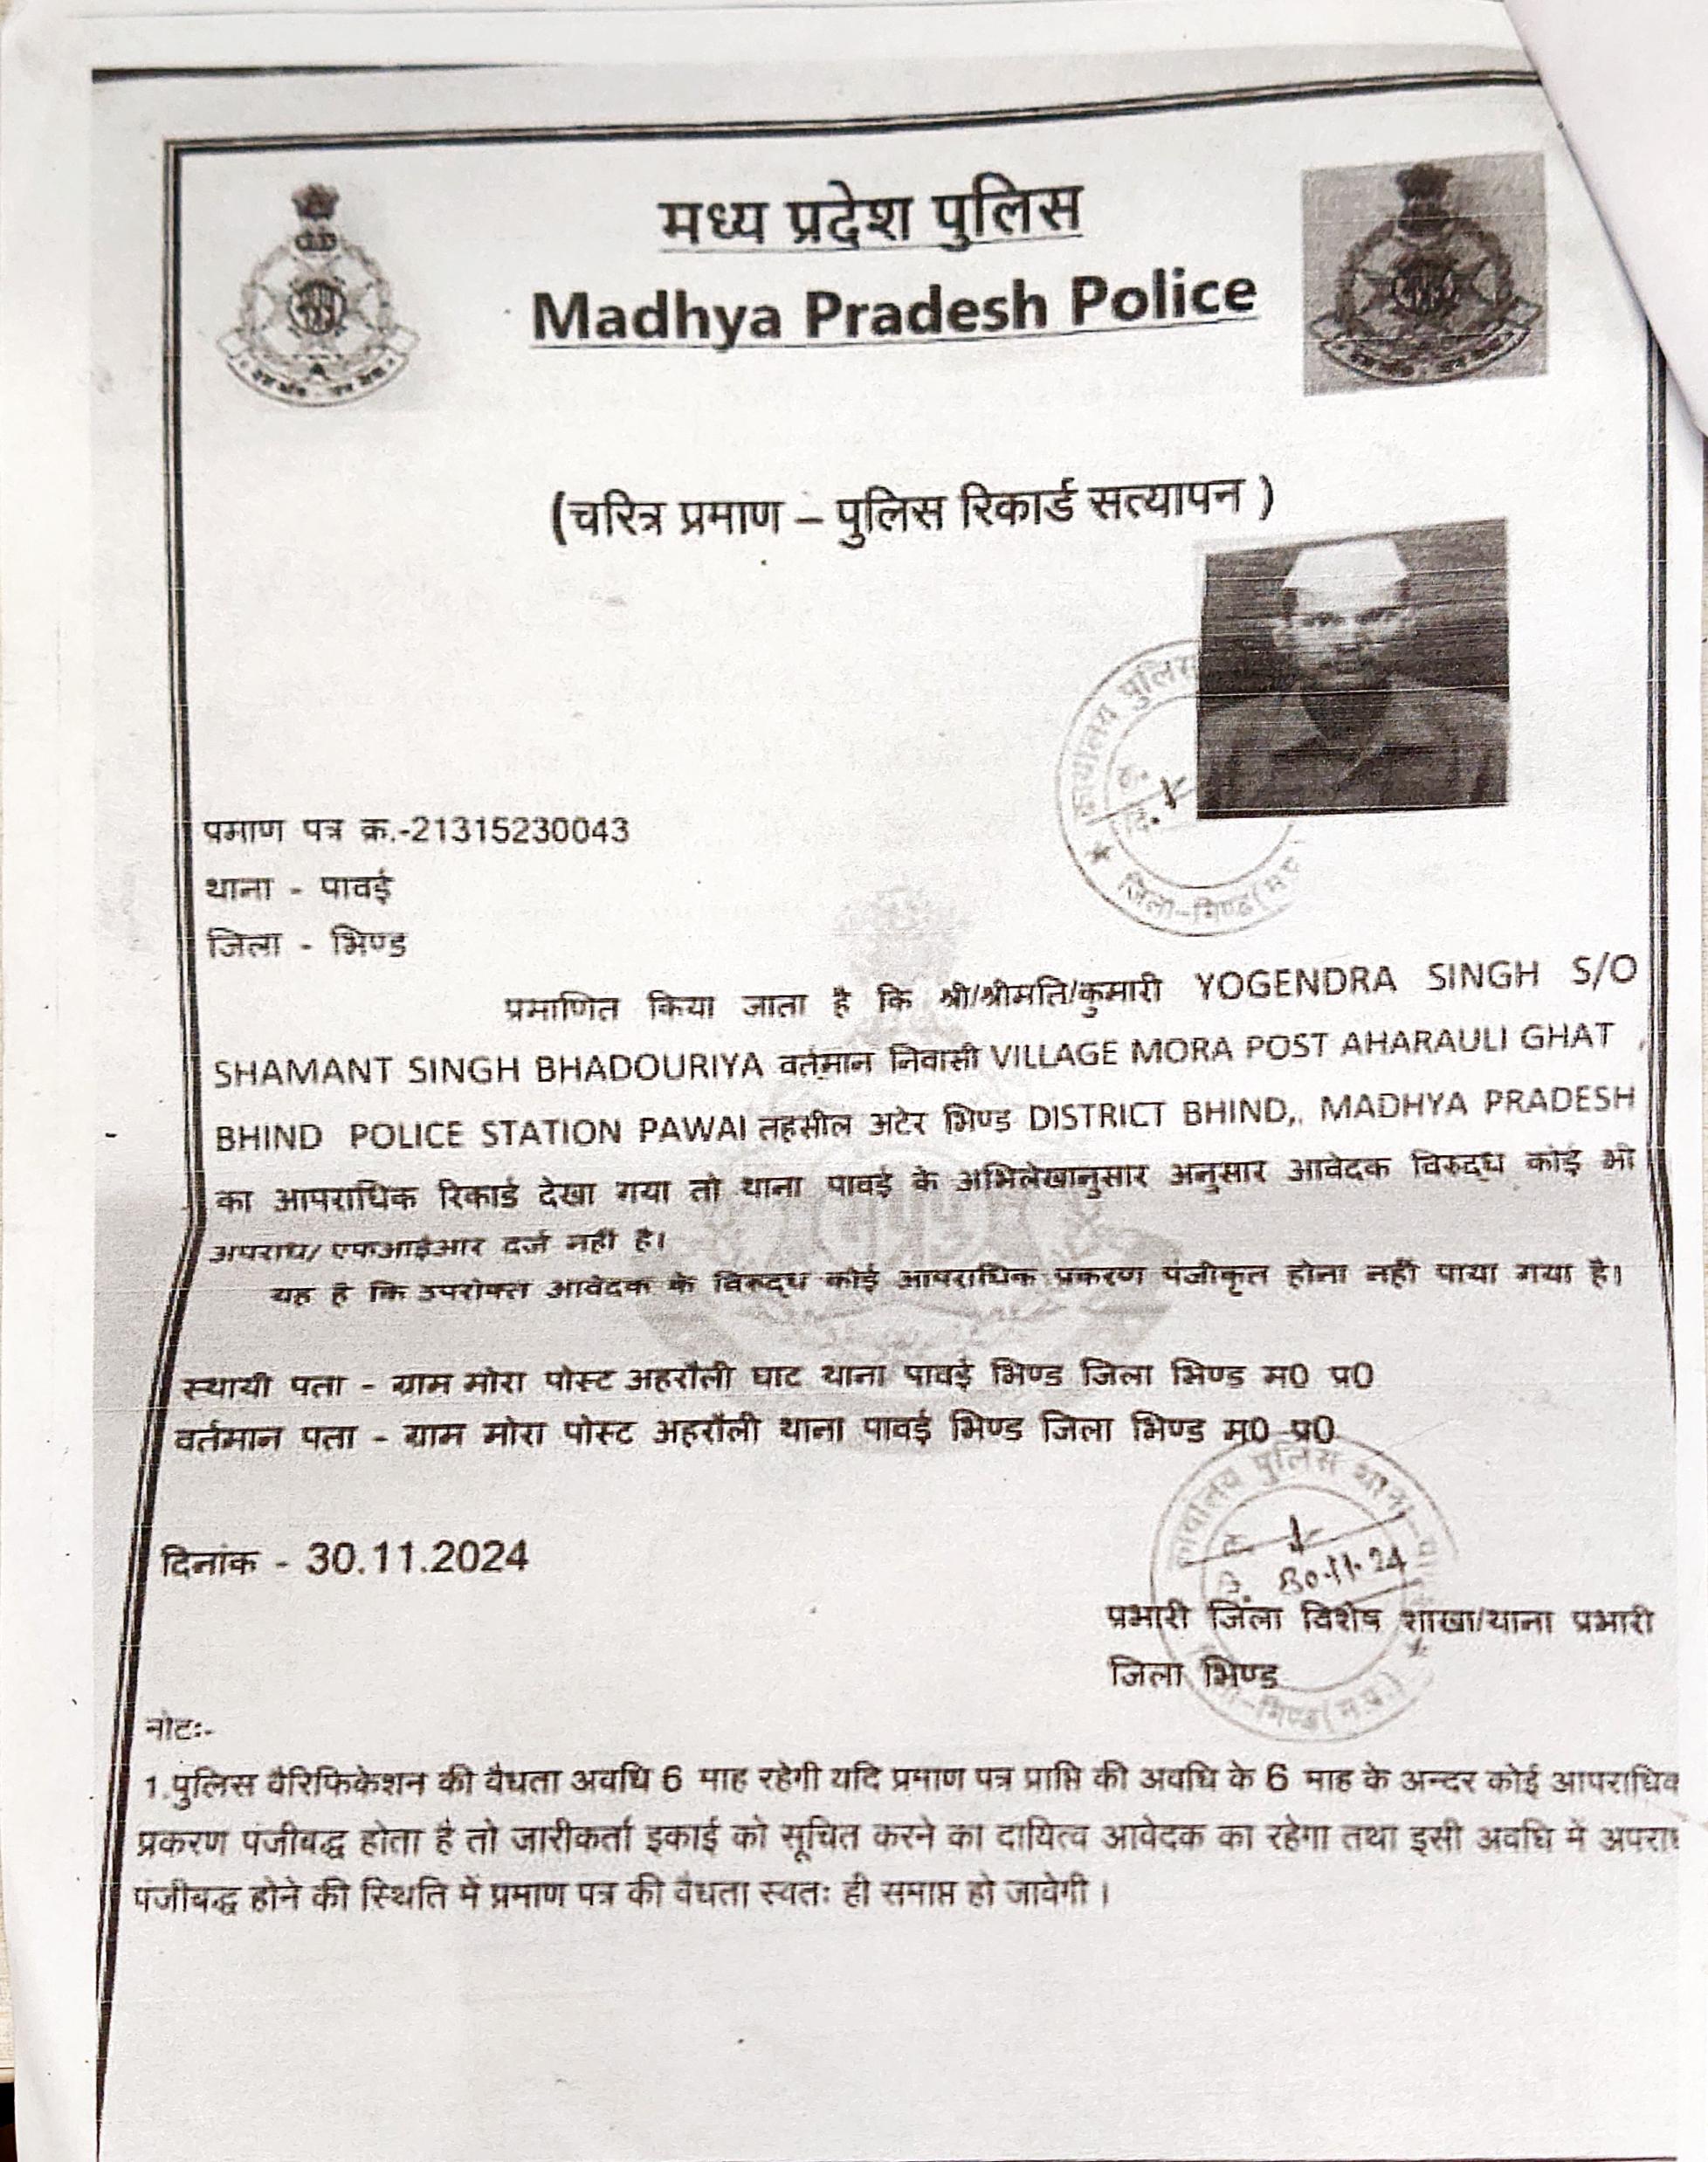 मध्य प्रदेश पुलिस
Madhya Pradesh Police
(चरित्र प्रमाण – पुलिस रिकार्ड सत्यापन )
कार्यालय पुलिस
दि.
जिला-भिण्ड(म.प्र.
प्रमाण पत्र क्र.-21315230043
थाना - पावई
जिला - भिण्ड
प्रमाणित किया जाता है कि श्री/श्रीमति/कुमारी YOGENDRA SINGH S/O
SHAMANT SINGH BHADOURIYA वर्तमान निवासी VILLAGE MORA POST AHARAULI GHAT ,
BHIND POLICE STATION PAWAI तहसील अटेर भिण्ड DISTRICT BHIND,. MADHYA PRADESH
का आपराधिक रिकार्ड देखा गया तो थाना पावई के अभिलेखानुसार अनुसार आवेदक विरुद्ध कोई भी
अपराध/ एफआईआर दर्ज नहीं है।
यह है कि उपरोक्त आवेदक के विरुद्ध कोई आपराधिक प्रकरण पंजीकृत होना नहीं पाया गया है।
स्थायी पता - ग्राम मोरा पोस्ट अहरौली घाट थाना पावई भिण्ड जिला भिण्ड म0 प्र0
वर्तमान पता - ग्राम मोरा पोस्ट अहरौली थाना पावई भिण्ड जिला भिण्ड म0 प्र0
कार्यालय पुलिस थाना
दिनांक - 30.11.2024
30.11.24
प्रभारी जिला विशेष शाखा/थाना प्रभारी
जिला भिण्ड
भिण्ड(म.प्र.)
नोटः-
1.पुलिस वैरिफिकेशन की वैधता अवधि 6 माह रहेगी यदि प्रमाण पत्र प्राप्ति की अवधि के 6 माह के अन्दर कोई आपराधिक
प्रकरण पंजीबद्ध होता है तो जारीकर्ता इकाई को सूचित करने का दायित्व आवेदक का रहेगा तथा इसी अवधि में अपराध
पंजीबद्ध होने की स्थिति में प्रमाण पत्र की वैधता स्वतः ही समाप्त हो जावेगी ।